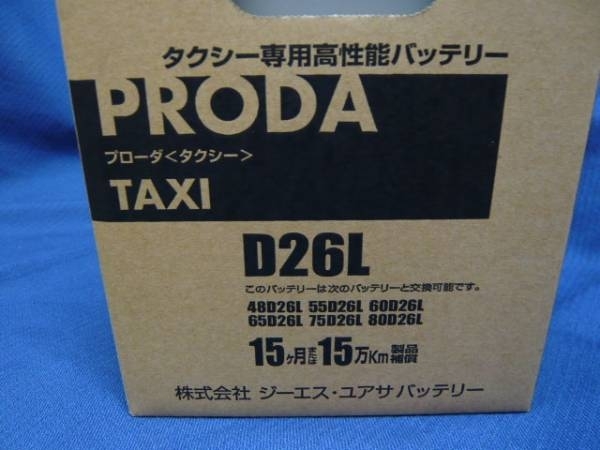 タクシー専用高性能バッテリー
PRODA
プローダ<タクシー>
TAXI
D26L
このバッテリーは次のバッテリーと交換可能です。
48D26L 55D26L 60D26L
65D26L 75D26L 80D26L
15ヶ月または15万Km製品補償
株式会社 ジーエス・ユアサ バッテリー